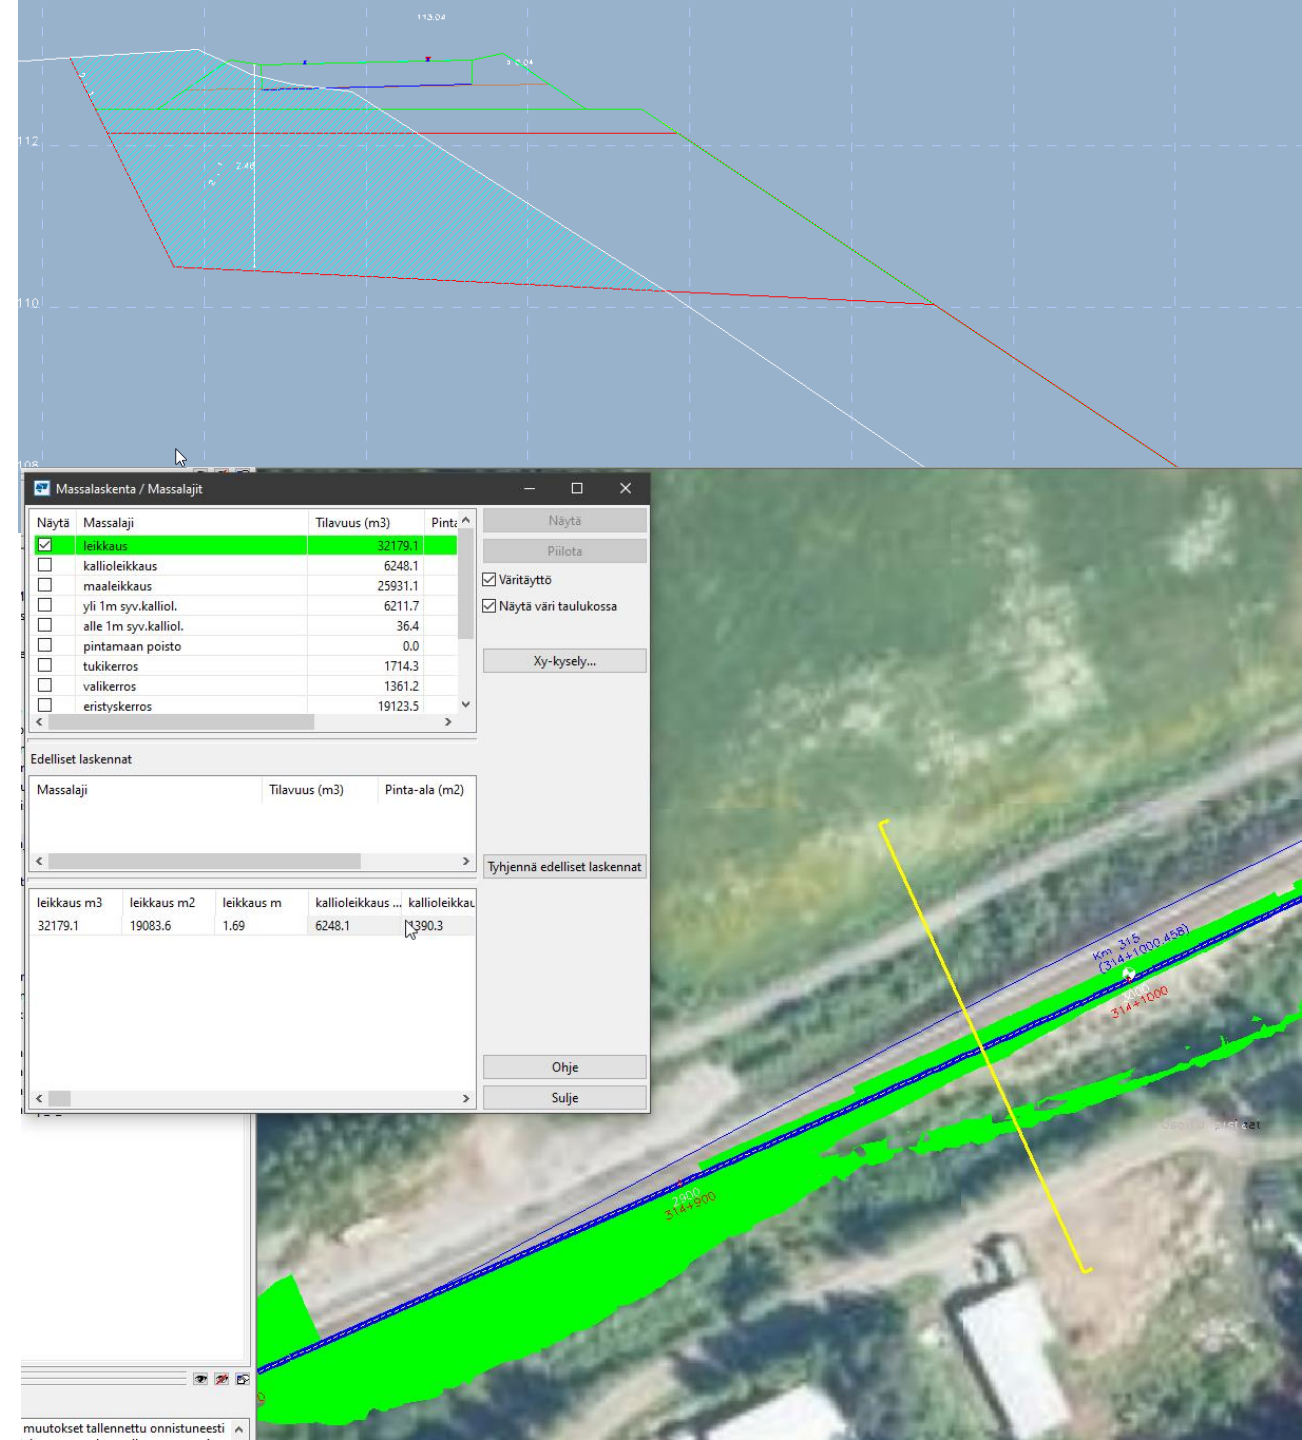 113.04
112
2.48
110
108
Massalaskenta / Massalajit
Näytä Massalaji Tilavuus (m3) Pinta
leikkaus 32179.1
kallioleikkaus 6248.1
maaleikkaus 25931.1
yli 1m syv.kalliol. 6211.7
alle 1m syv.kalliol. 36.4
pintamaan poisto 0.0
tukikerros 1714.3
valikerros 1361.2
eristyskerros 19123.5
Näytä
Piilota
Väritäyttö
Näytä väri taulukossa
Xy-kysely...
Edelliset laskennat
Massalaji Tilavuus (m3) Pinta-ala (m2)
Tyhjennä edelliset laskennat
leikkaus m3 leikkaus m2 leikkaus m kallioleikkaus ... kallioleikkau
32179.1 19083.6 1.69 6248.1 1390.3
Ohje
Sulje
Km 315
(314+1000.458)
314+1000
2900
314+900
muutokset tallennettu onnistuneesti